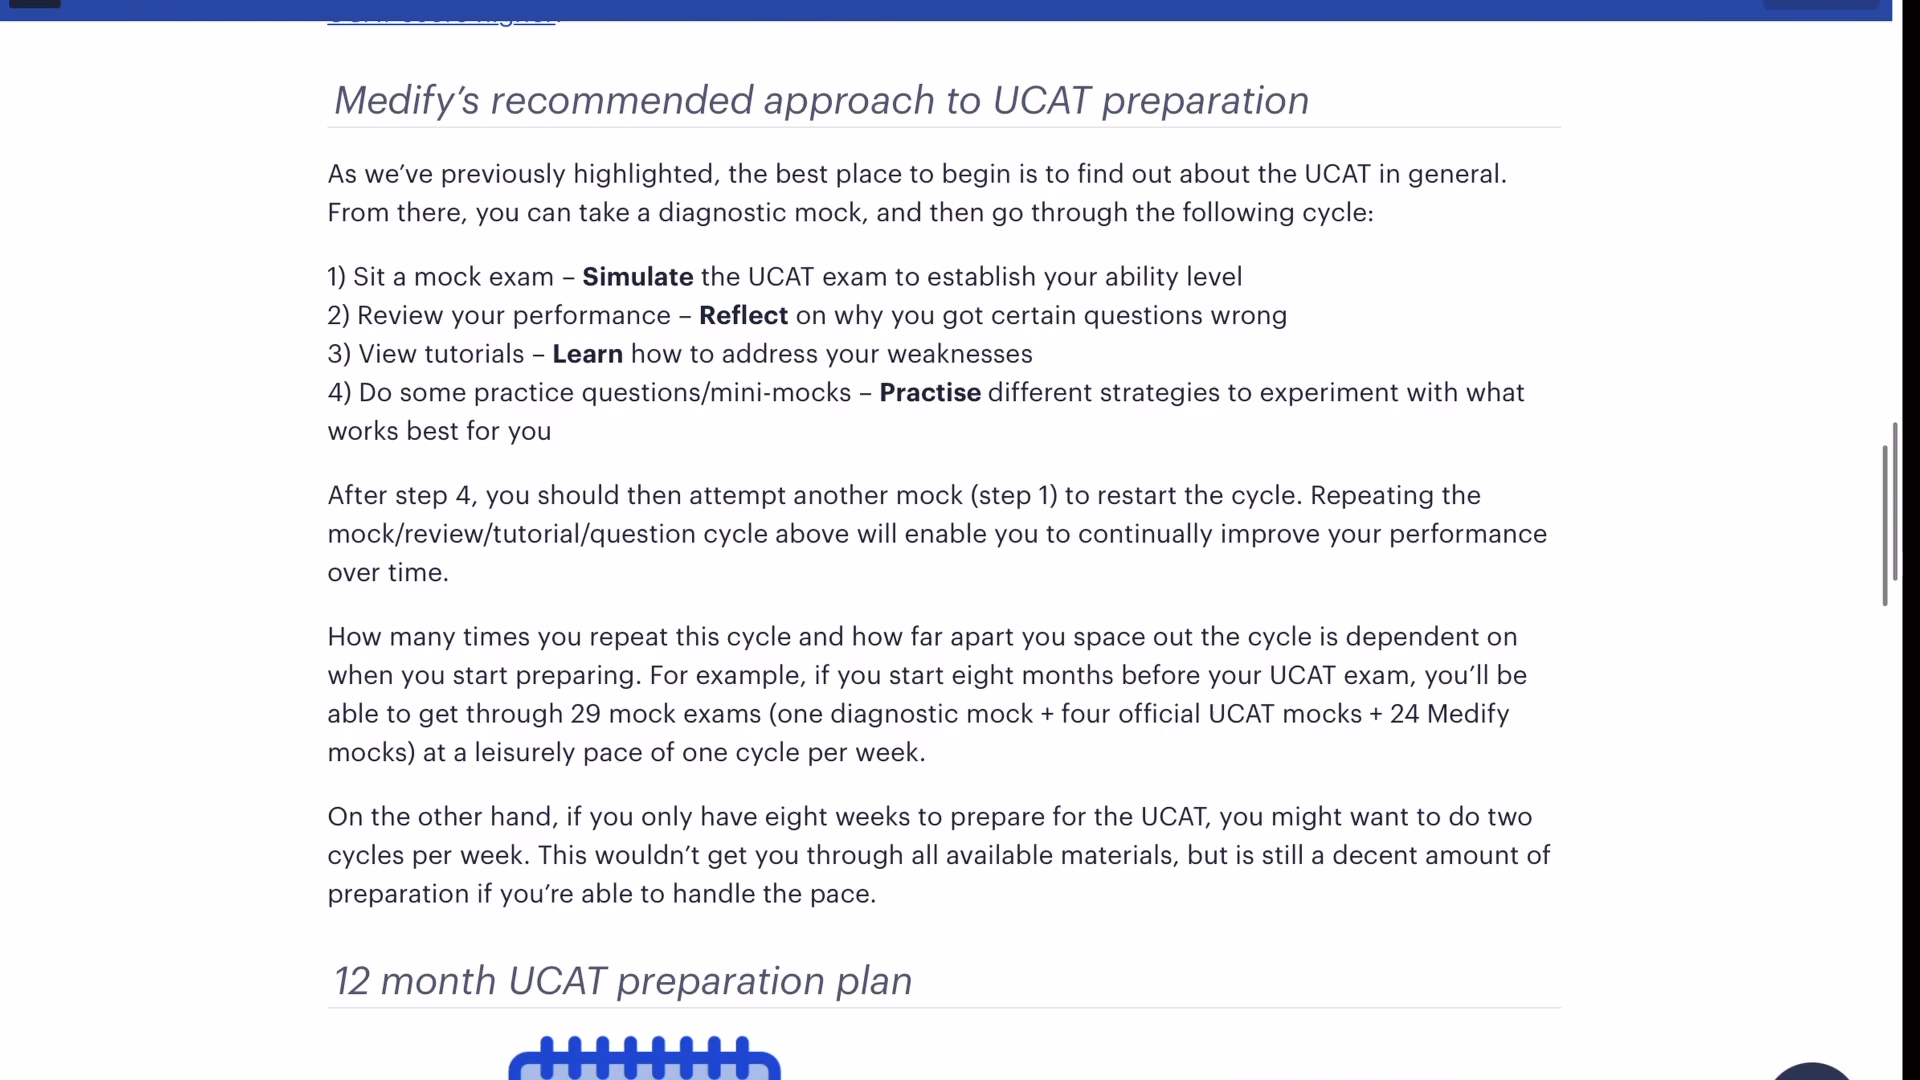 Medify’s recommended approach to UCAT preparation
As we’ve previously highlighted, the best place to begin is to find out about the UCAT in general.
From there, you can take a diagnostic mock, and then go through the following cycle:
1) Sit a mock exam – Simulate the UCAT exam to establish your ability level
2) Review your performance – Reflect on why you got certain questions wrong
3) View tutorials – Learn how to address your weaknesses
4) Do some practice questions/mini-mocks – Practise different strategies to experiment with what
works best for you
After step 4, you should then attempt another mock (step 1) to restart the cycle. Repeating the
mock/review/tutorial/question cycle above will enable you to continually improve your performance
over time.
How many times you repeat this cycle and how far apart you space out the cycle is dependent on
when you start preparing. For example, if you start eight months before your UCAT exam, you’ll be
able to get through 29 mock exams (one diagnostic mock + four official UCAT mocks + 24 Medify
mocks) at a leisurely pace of one cycle per week.
On the other hand, if you only have eight weeks to prepare for the UCAT, you might want to do two
cycles per week. This wouldn’t get you through all available materials, but is still a decent amount of
preparation if you’re able to handle the pace.
12 month UCAT preparation plan